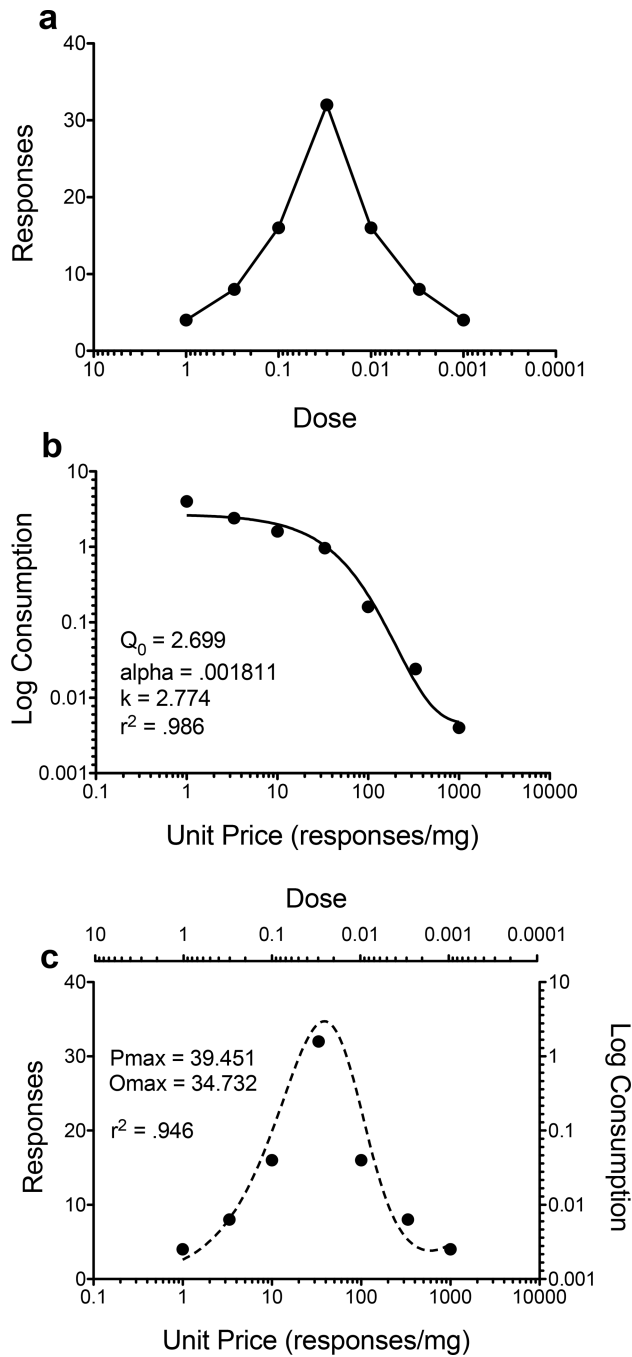 a
40
30
20
10
0
Responses
10 1 0.1 0.01 0.001 0.0001
Dose
b
10
1
0.1
0.01
0.001
Log Consumption
Q0 = 2.699
alpha = .001811
k = 2.774
r2 = .986
0.1 1 10 100 1000 10000
Unit Price (responses/mg)
Dose
10 1 0.1 0.01 0.001 0.0001
c
40
30
20
10
0
Responses
Pmax = 39.451
Omax = 34.732
r2 = .946
10
1
0.1
0.01
0.001
Log Consumption
0.1 1 10 100 1000 10000
Unit Price (responses/mg)